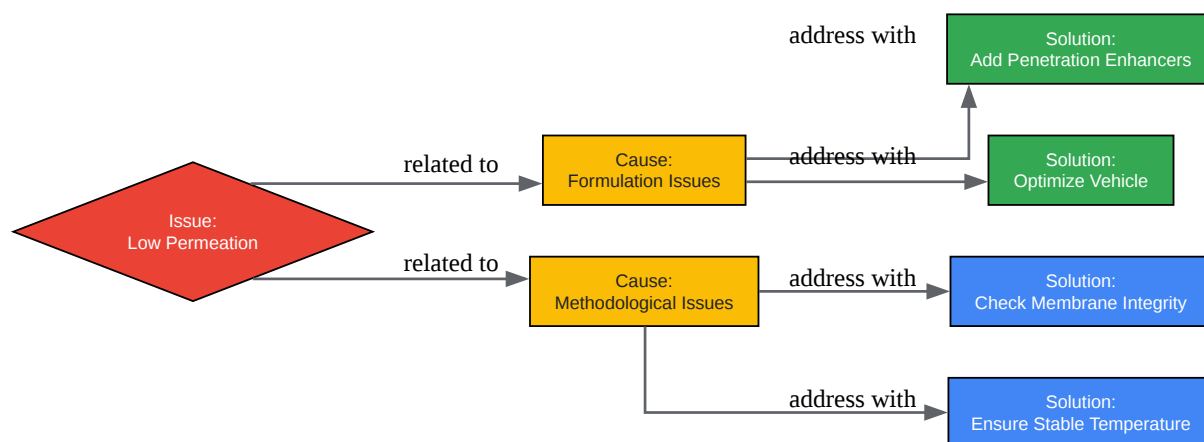 address with
Solution:
Add Penetration Enhancers
related to
Cause:
Formulation Issues
address with
Solution:
Optimize Vehicle
Issue:
Low Permeation
related to
Cause:
Methodological Issues
address with
Solution:
Check Membrane Integrity
address with
Solution:
Ensure Stable Temperature